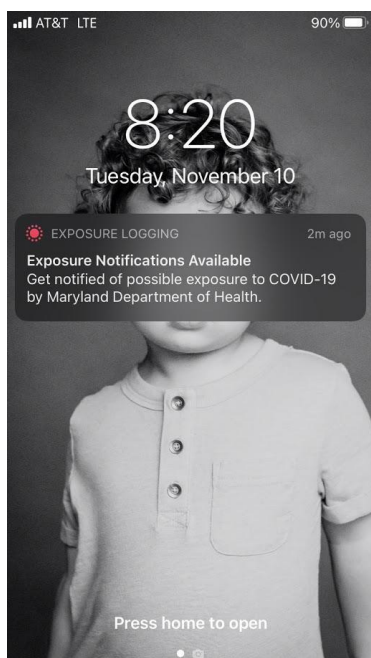 AT&T LTE 90%
8:20
Tuesday, November 10
EXPOSURE LOGGING 2m ago
Exposure Notifications Available
Get notified of possible exposure to COVID-19
by Maryland Department of Health.
Press home to open